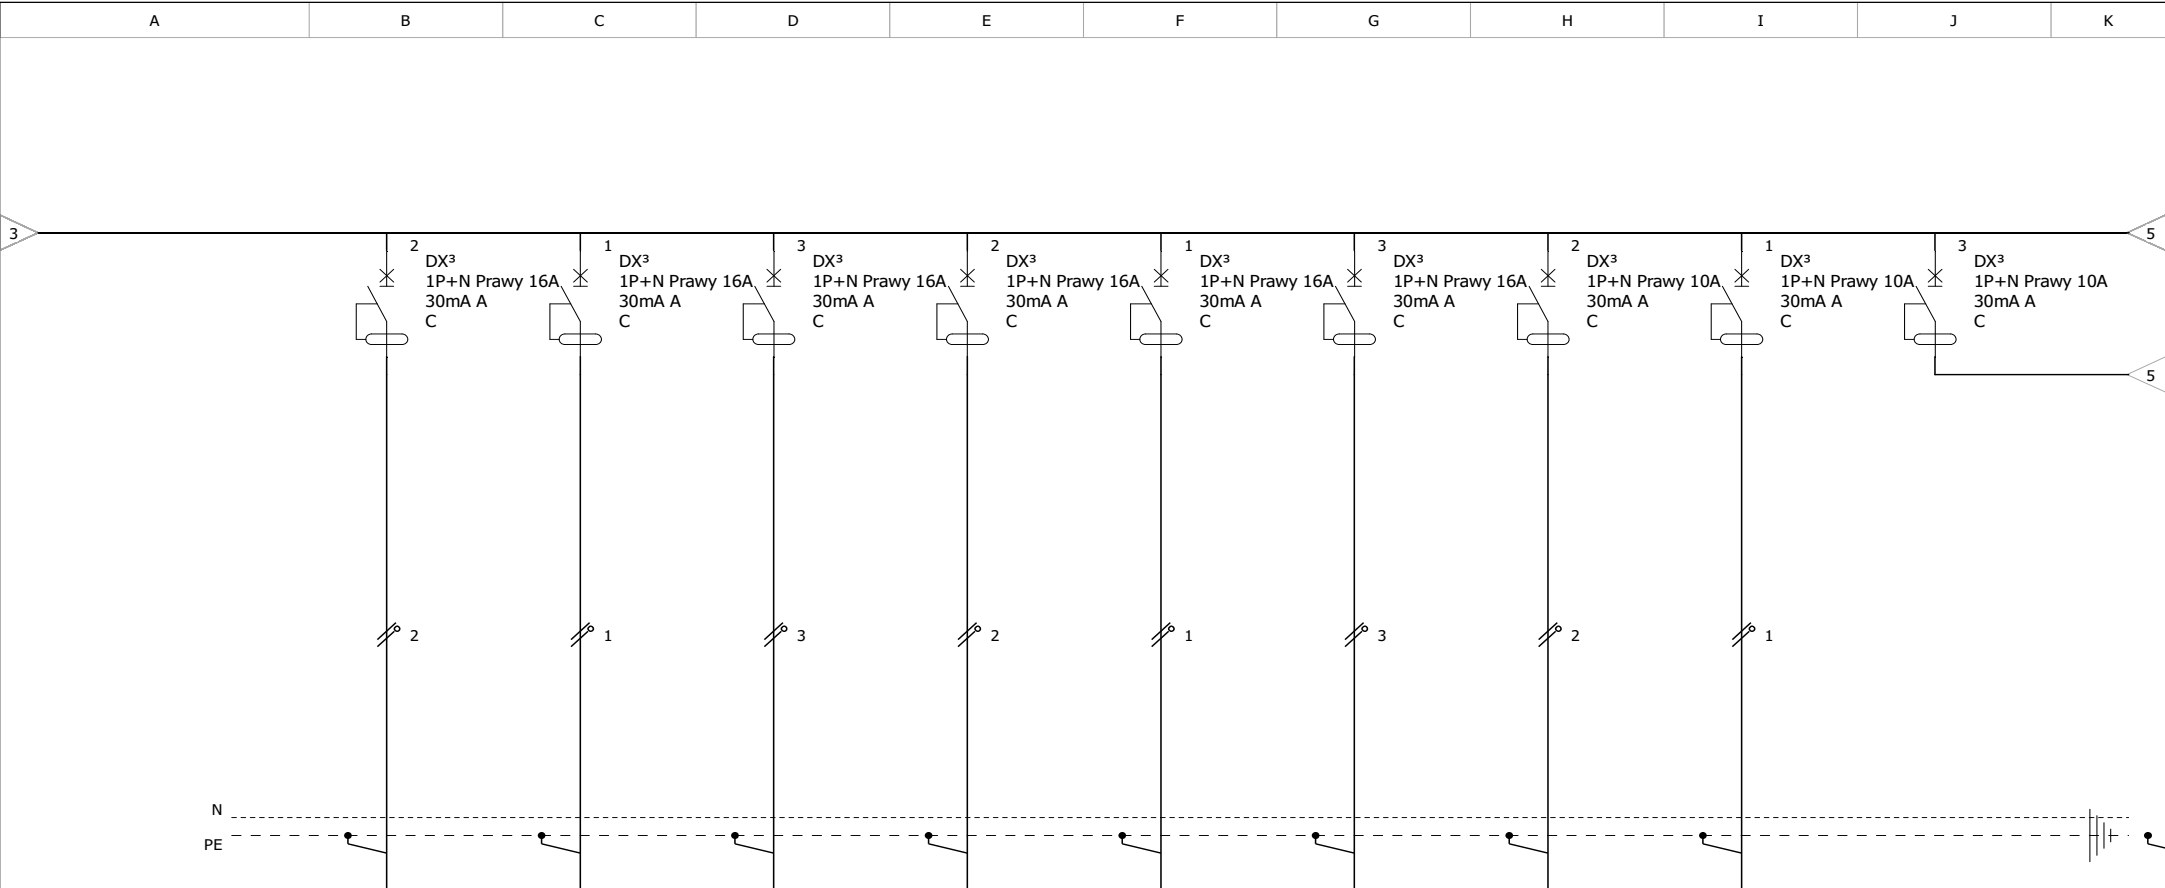 A B C D E F G H I J K
3 5
2 1 3 2 1 3 2 1 3
DX³ DX³ DX³ DX³ DX³ DX³ DX³ DX³ DX³
1P+N Prawy 16A 1P+N Prawy 16A 1P+N Prawy 16A 1P+N Prawy 16A 1P+N Prawy 16A 1P+N Prawy 16A 1P+N Prawy 10A 1P+N Prawy 10A 1P+N Prawy 10A
30mA A 30mA A 30mA A 30mA A 30mA A 30mA A 30mA A 30mA A 30mA A
C C C C C C C C C
5
2 1 3 2 1 3 2 1
N
PE